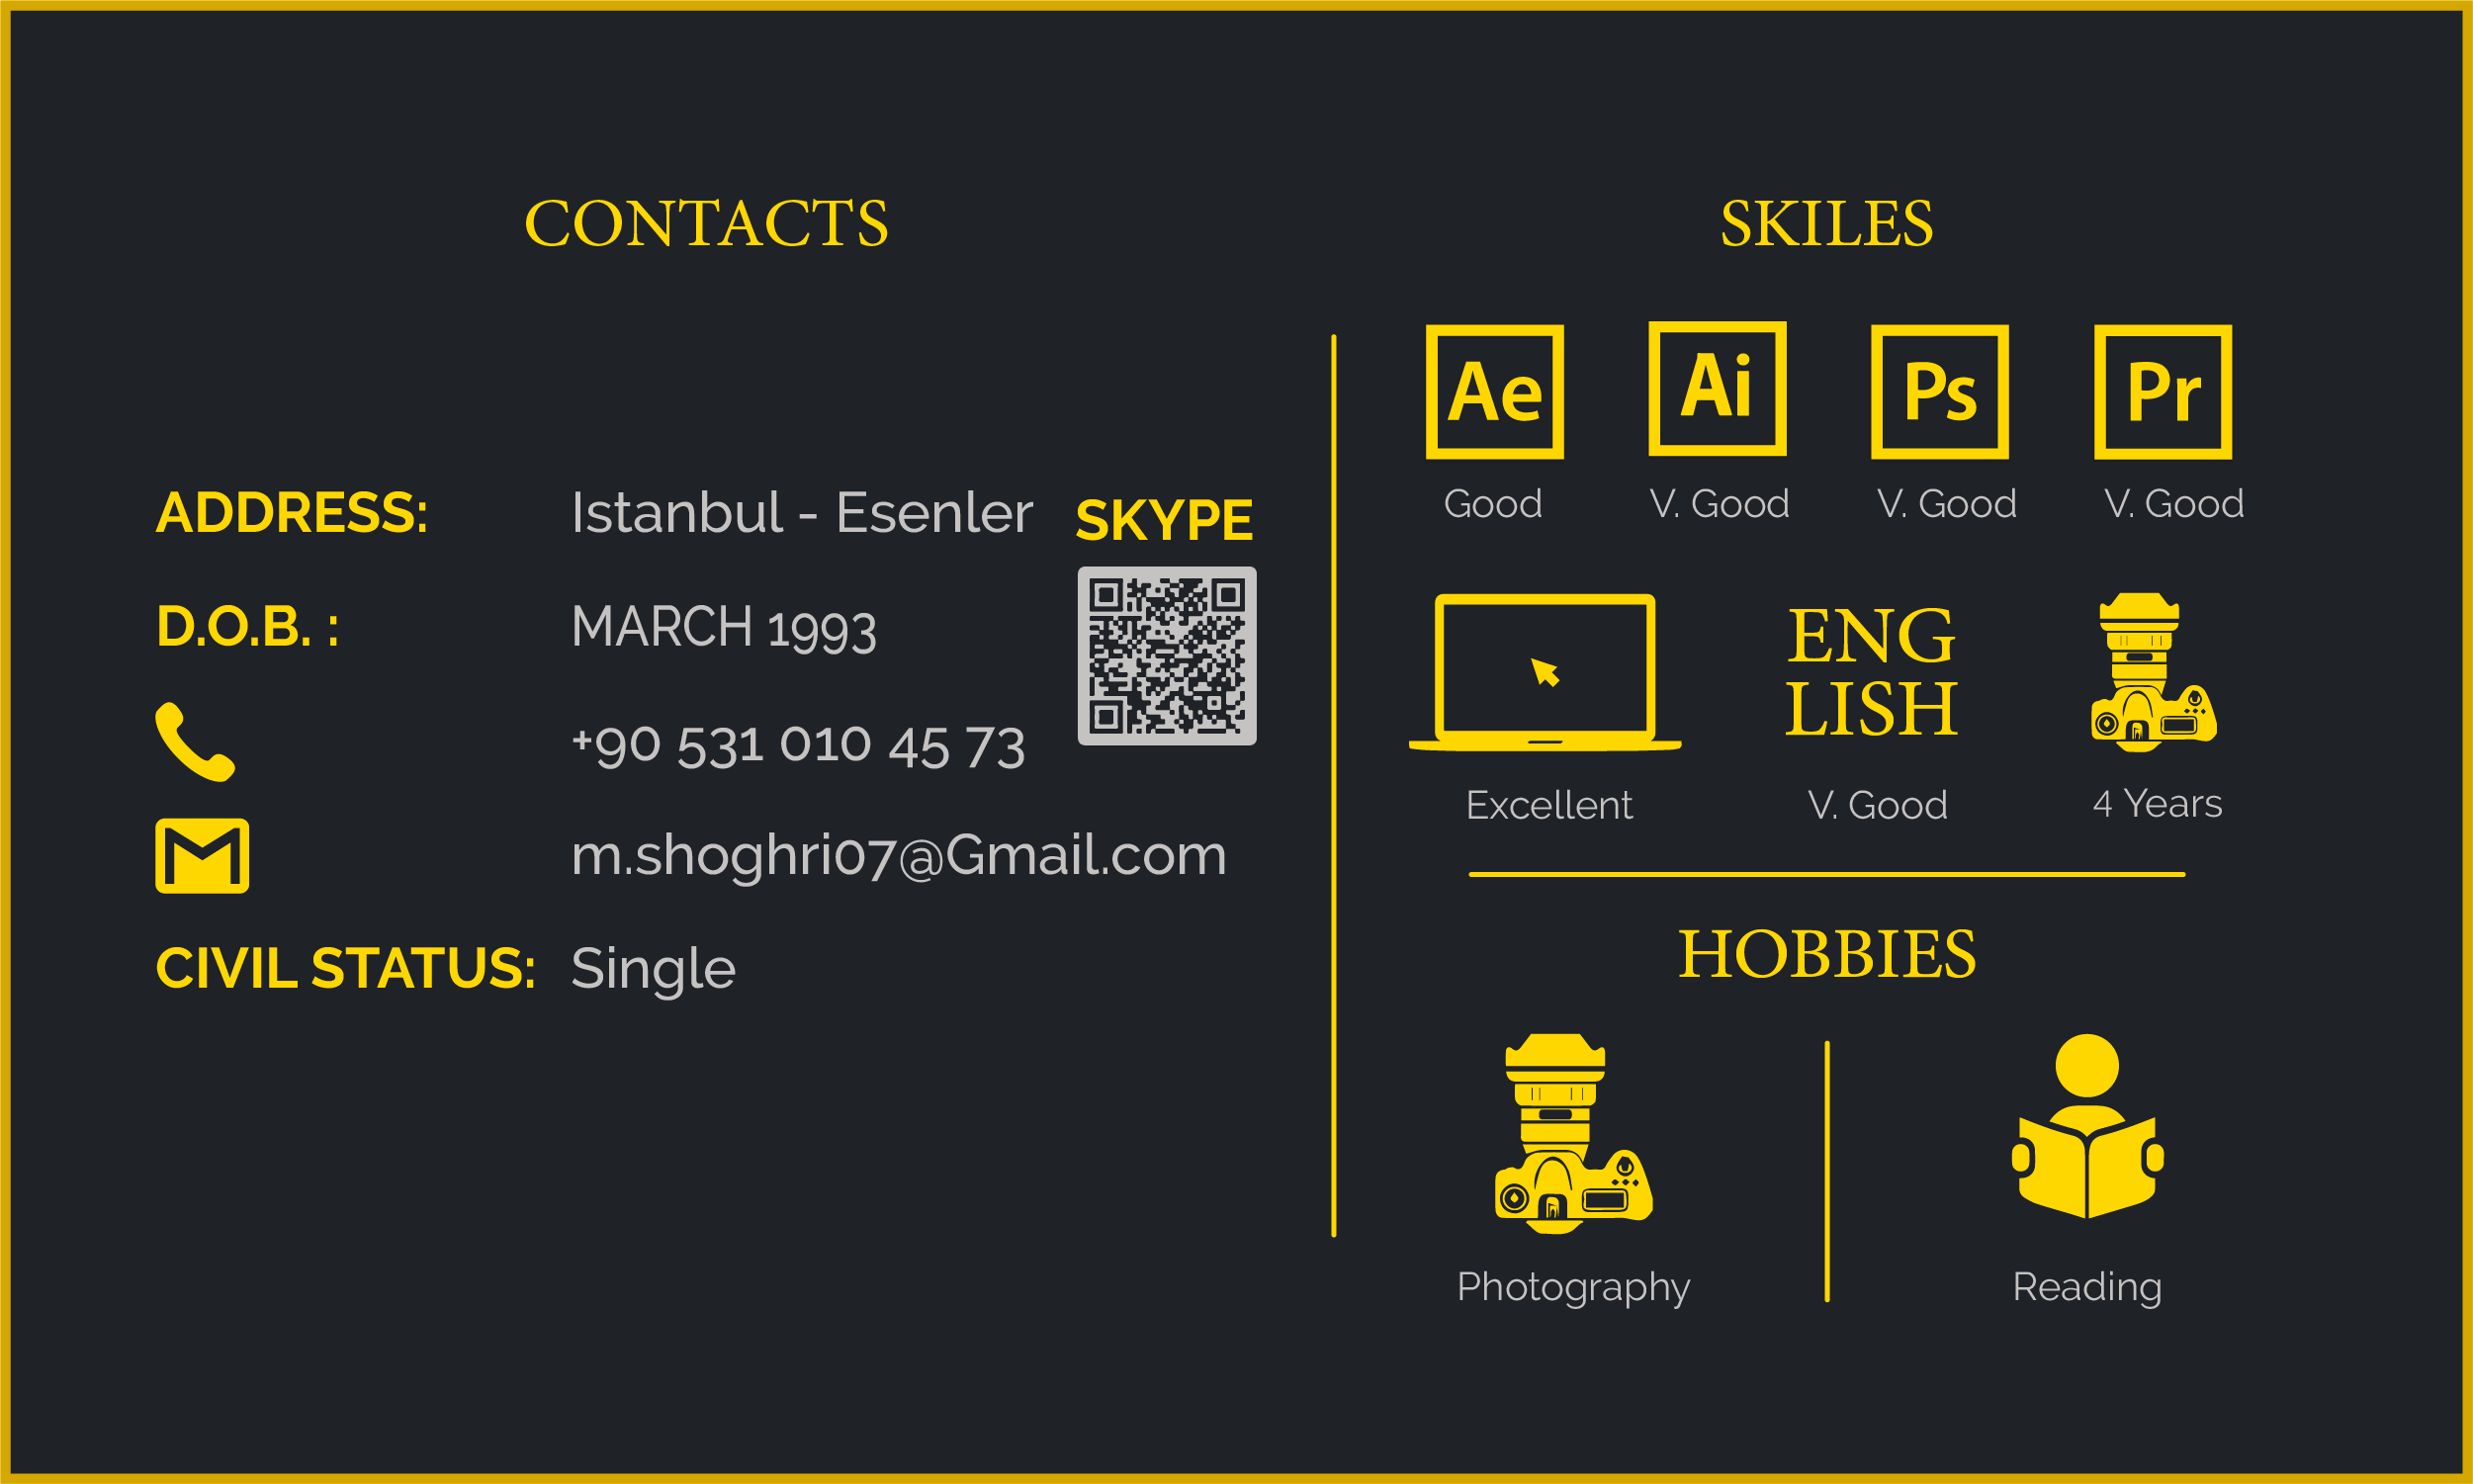 CONTACTS
ADDRESS: Istanbul - Esenler
D.O.B. : MARCH 1993
+90 531 010 45 73
m.shoghri07@Gmail.com
CIVIL STATUS: Single
SKYPE
SKILES
Ae Ai Ps Pr
Good V. Good V. Good V. Good
ENG
LISH
Excellent V. Good 4 Years
HOBBIES
Photography Reading